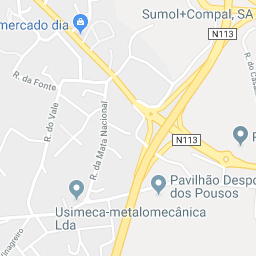 Sumol+Compal, SA
mercado dia
N113
R. da Fonte
R. do Vale
R. da Mata Nacional
N113
Pavilhão Despo
dos Pousos
Usimeca-metalomecânica
Lda